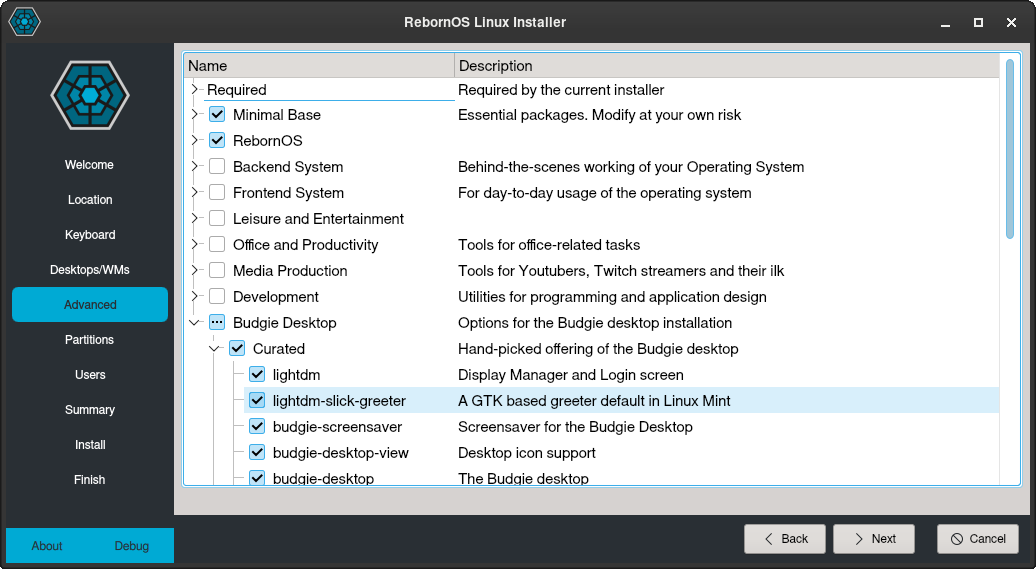 RebornOS Linux Installer
Welcome
Location
Keyboard
Desktops/WMs
Advanced
Partitions
Users
Summary
Install
Finish
About Debug
Name Description
Required Required by the current installer
Minimal Base Essential packages. Modify at your own risk
RebornOS
Backend System Behind-the-scenes working of your Operating System
Frontend System For day-to-day usage of the operating system
Leisure and Entertainment
Office and Productivity Tools for office-related tasks
Media Production Tools for Youtubers, Twitch streamers and their ilk
Development Utilities for programming and application design
Budgie Desktop Options for the Budgie desktop installation
Curated Hand-picked offering of the Budgie desktop
lightdm Display Manager and Login screen
lightdm-slick-greeter A GTK based greeter default in Linux Mint
budgie-screensaver Screensaver for the Budgie Desktop
budgie-desktop-view Desktop icon support
budgie-desktop The Budgie desktop
Back Next Cancel